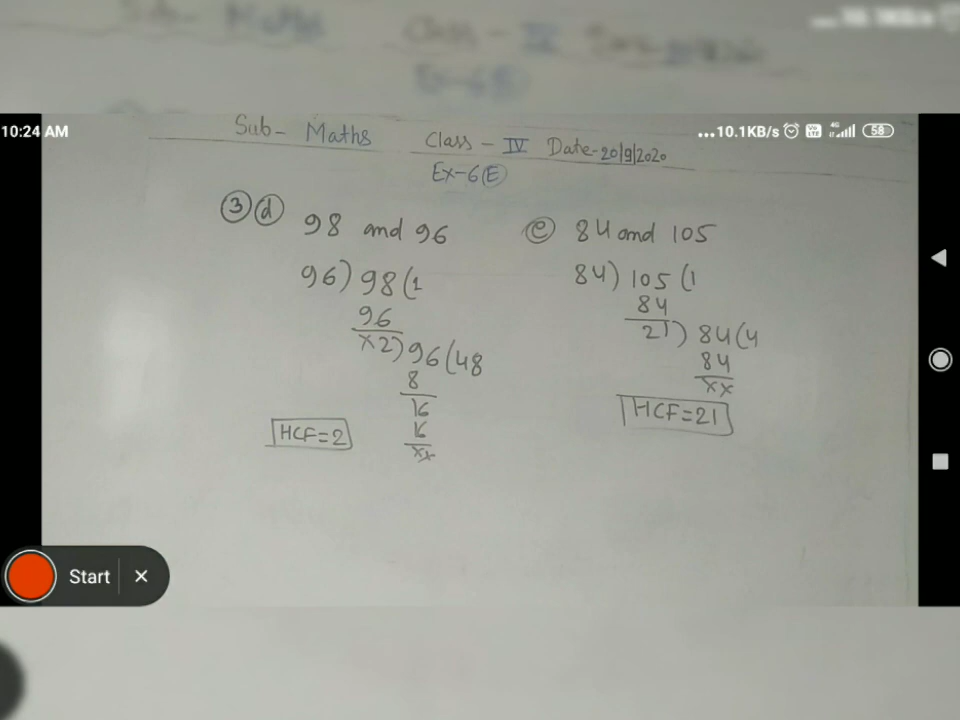 10:24 AM
...10.1KB/s 4G 58
Sub- Maths Class - IV Date-20/9/2020
Ex-6(E)
3 d 98 and 96
96) 98 (1
96
x2) 96 (48
8
16
16
xx
HCF=2
e 84 and 105
84) 105 (1
84
21) 84 (4
84
xx
HCF=21
Start ×